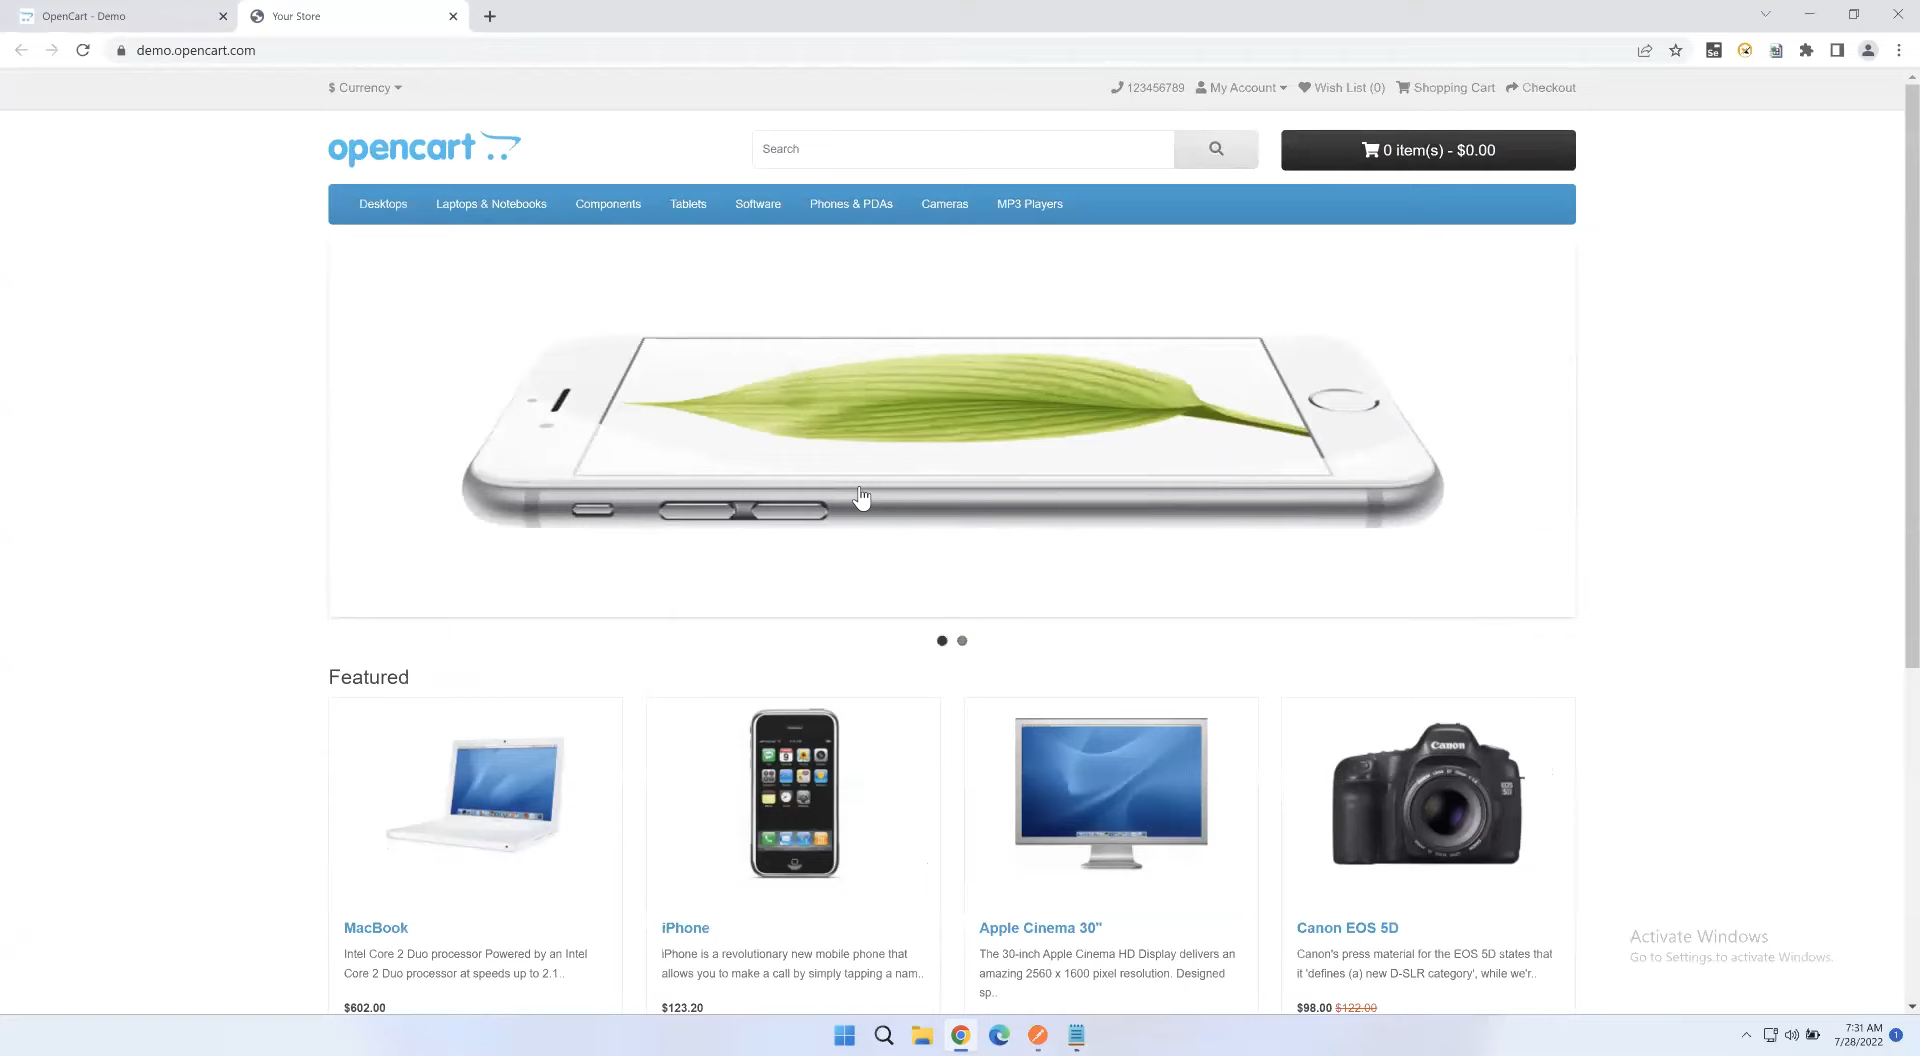 OpenCart - Demo
Your Store
demo.opencart.com
$ Currency
123456789
My Account
Wish List (0)
Shopping Cart
Checkout
opencart
Search
0 item(s) - $0.00
Desktops
Laptops & Notebooks
Components
Tablets
Software
Phones & PDAs
Cameras
MP3 Players
Featured
Canon
MacBook
Intel Core 2 Duo processor Powered by an Intel
Core 2 Duo processor at speeds up to 2.1..
$602.00
iPhone
iPhone is a revolutionary new mobile phone that
allows you to make a call by simply tapping a nam..
$123.20
Apple Cinema 30"
The 30-inch Apple Cinema HD Display delivers an
amazing 2560 x 1600 pixel resolution. Designed
sp..
Canon EOS 5D
Canon's press material for the EOS 5D states that
it 'defines (a) new D-SLR category', while we'r..
$98.00 $122.00
Activate Windows
Go to Settings to activate Windows.
7:31 AM
7/28/2022
1